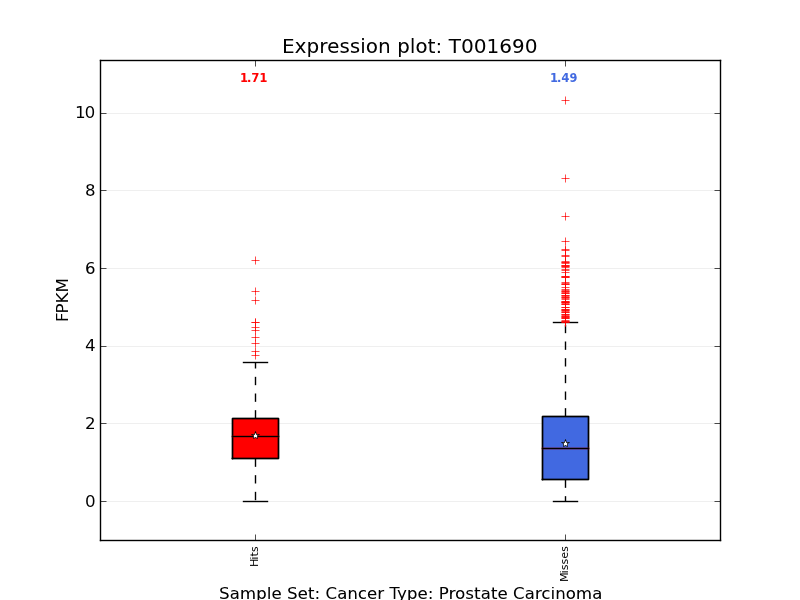 Expression plot: T001690
1.71 1.49
10
8
6
4
2
0
FPKM
Hits Misses
Sample Set: Cancer Type: Prostate Carcinoma